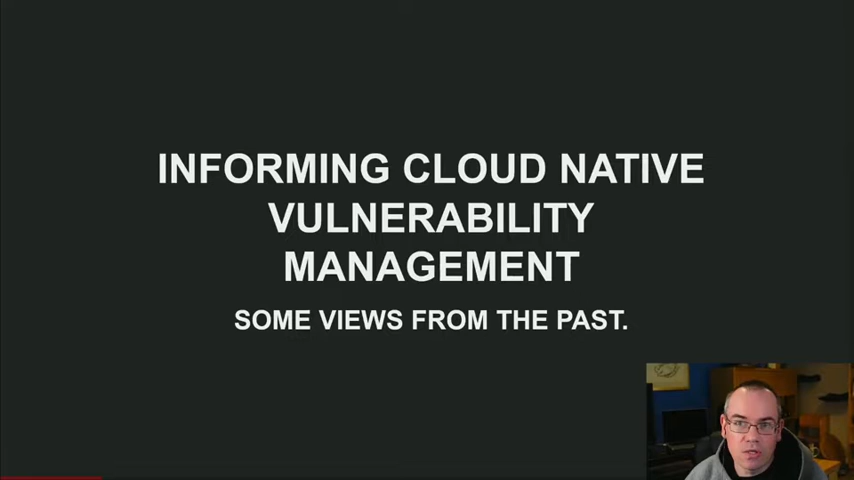 INFORMING CLOUD NATIVE
VULNERABILITY
MANAGEMENT
SOME VIEWS FROM THE PAST.